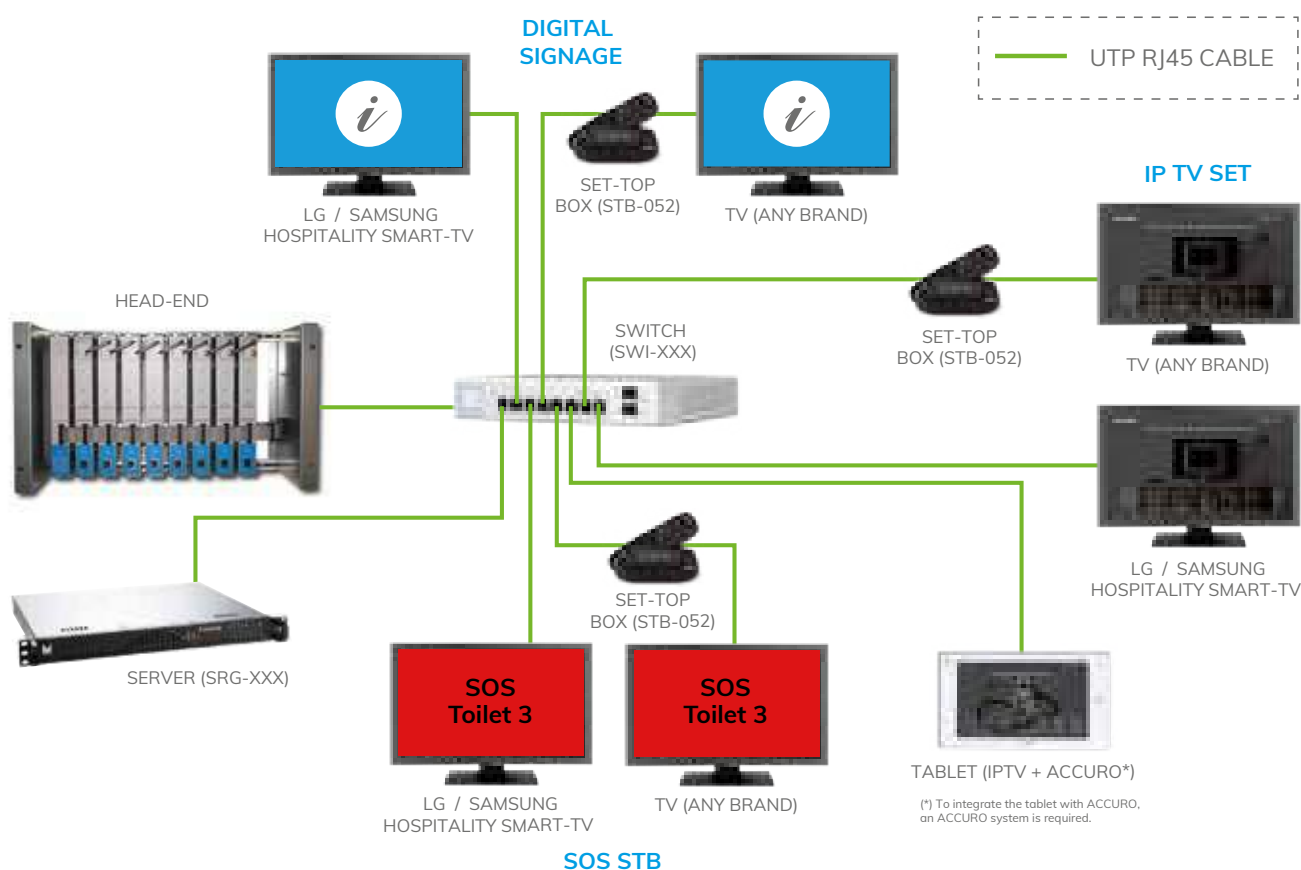 DIGITAL
SIGNAGE
UTP RJ45 CABLE
i
i
SET-TOP
BOX (STB-052)
LG / SAMSUNG
HOSPITALITY SMART-TV
TV (ANY BRAND)
IP TV SET
HEAD-END
SWITCH
(SWI-XXX)
SET-TOP
BOX (STB-052)
TV (ANY BRAND)
LG / SAMSUNG
HOSPITALITY SMART-TV
SET-TOP
BOX (STB-052)
SERVER (SRG-XXX)
SOS
Toilet 3
SOS
Toilet 3
LG / SAMSUNG
HOSPITALITY SMART-TV
TV (ANY BRAND)
TABLET (IPTV + ACCURO*)
(*) To integrate the tablet with ACCURO,
an ACCURO system is required.
SOS STB